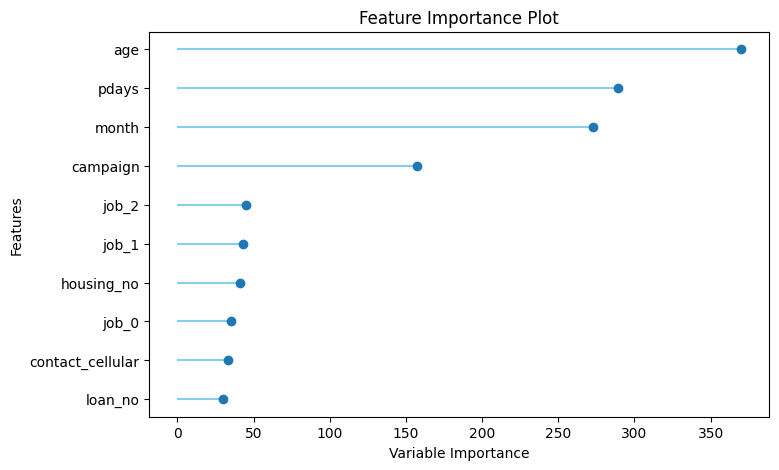 Feature Importance Plot
Features
age
pdays
month
campaign
job_2
job_1
housing_no
job_0
contact_cellular
loan_no
0 50 100 150 200 250 300 350
Variable Importance